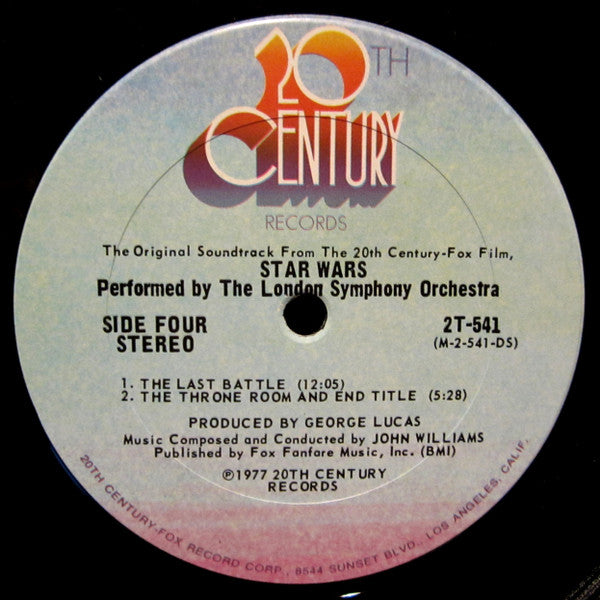 20TH
CENTURY
RECORDS
The Original Soundtrack From The 20th Century-Fox Film,
STAR WARS
Performed by The London Symphony Orchestra
SIDE FOUR
STEREO
2T-541
(M-2-541-DS)
1. THE LAST BATTLE (12:05)
2. THE THRONE ROOM AND END TITLE (5:28)
PRODUCED BY GEORGE LUCAS
Music Composed and Conducted by JOHN WILLIAMS
Published by Fox Fanfare Music, Inc. (BMI)
℗1977 20TH CENTURY
RECORDS
20TH CENTURY-FOX RECORD CORP., 8544 SUNSET BLVD., LOS ANGELES, CALIF.